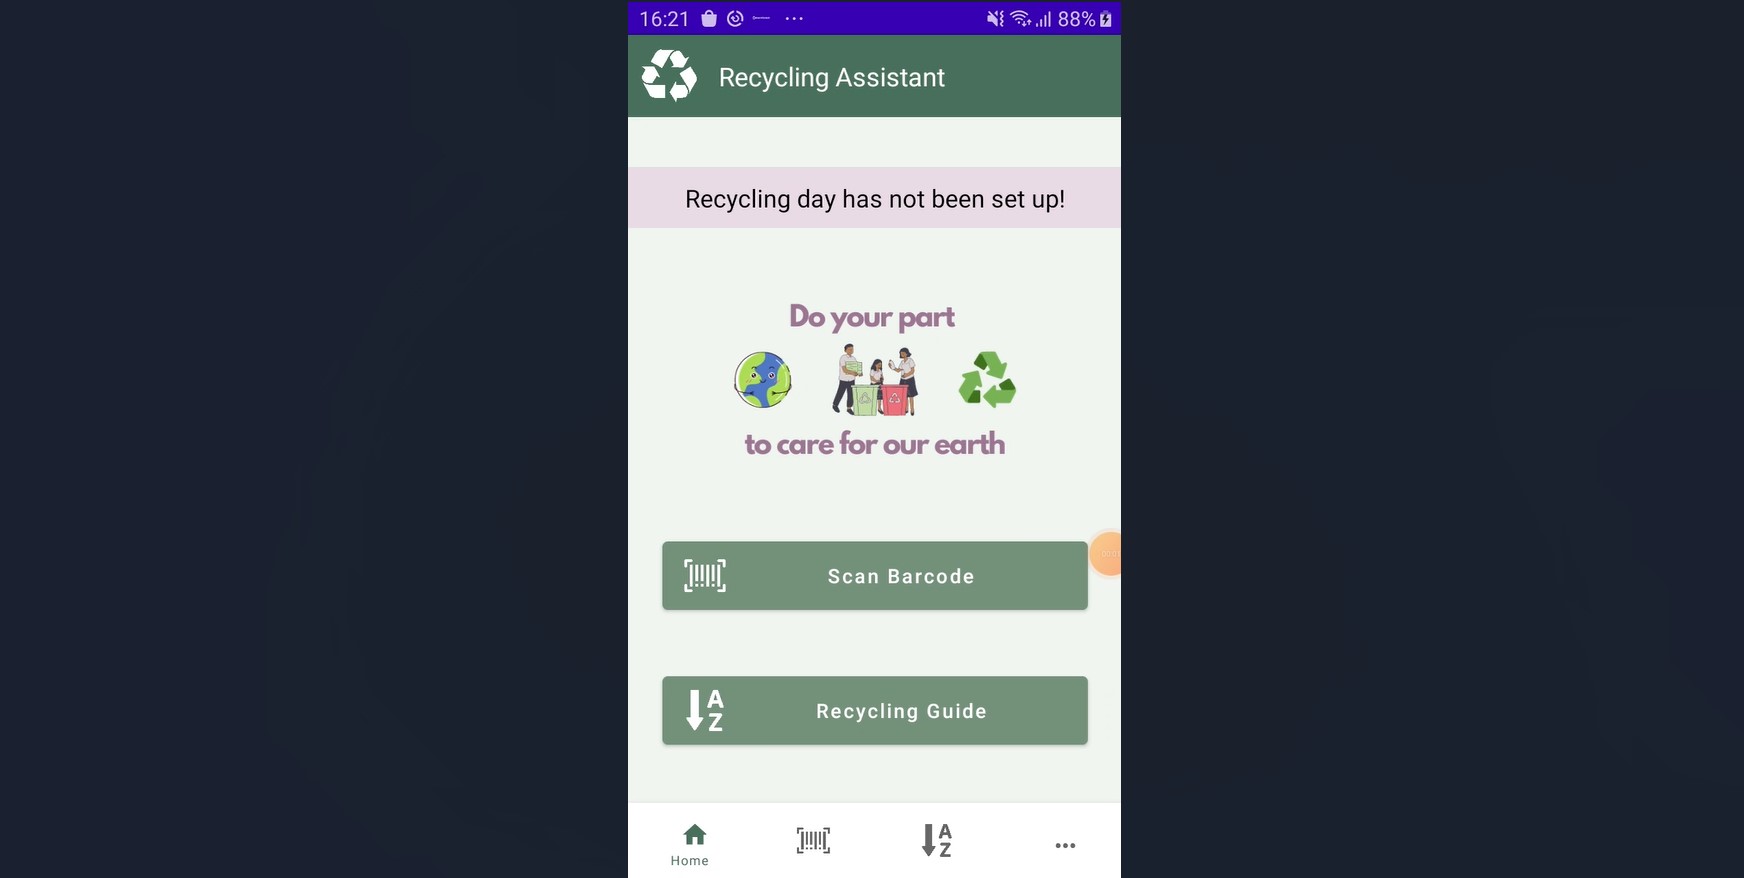 16:21 88%
Recycling Assistant
Recycling day has not been set up!
Do your part
to care for our earth
Scan Barcode
A
Z
Recycling Guide
A
Z
Home